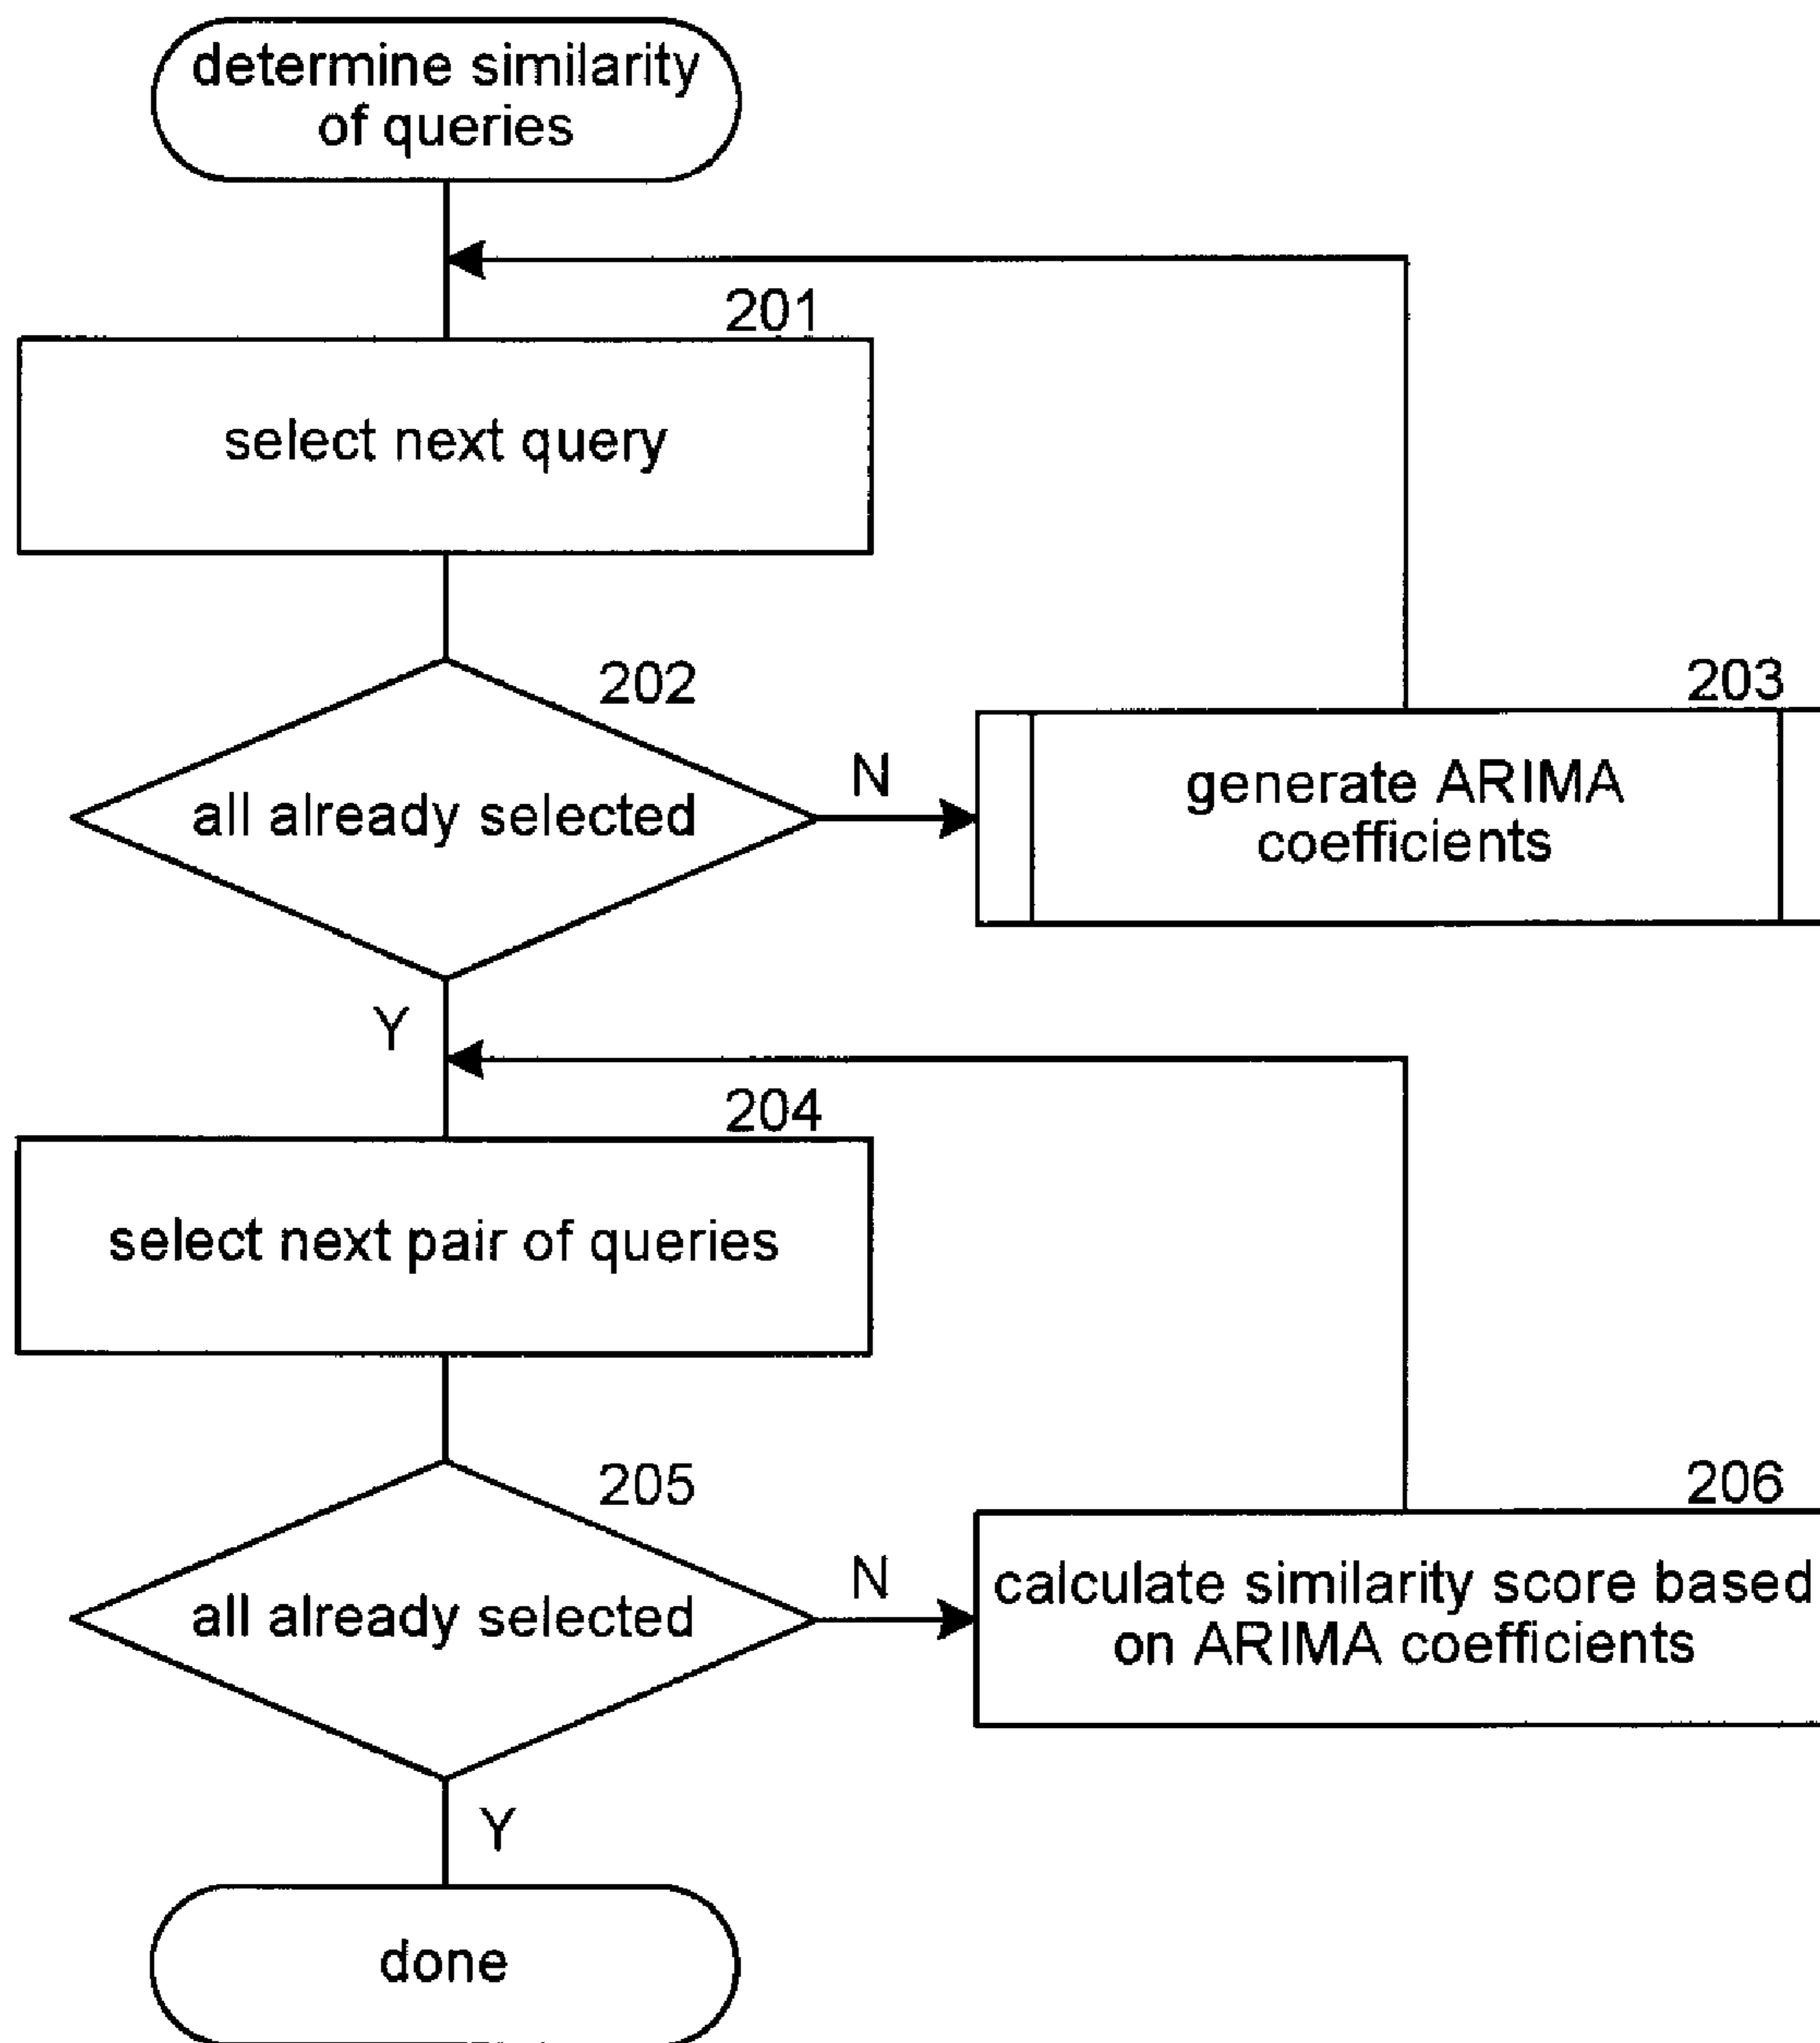 determine similarity
of queries
201
select next query
202
all already selected
N
203
generate ARIMA
coefficients
Y
204
select next pair of queries
205
all already selected
N
206
calculate similarity score based
on ARIMA coefficients
Y
done